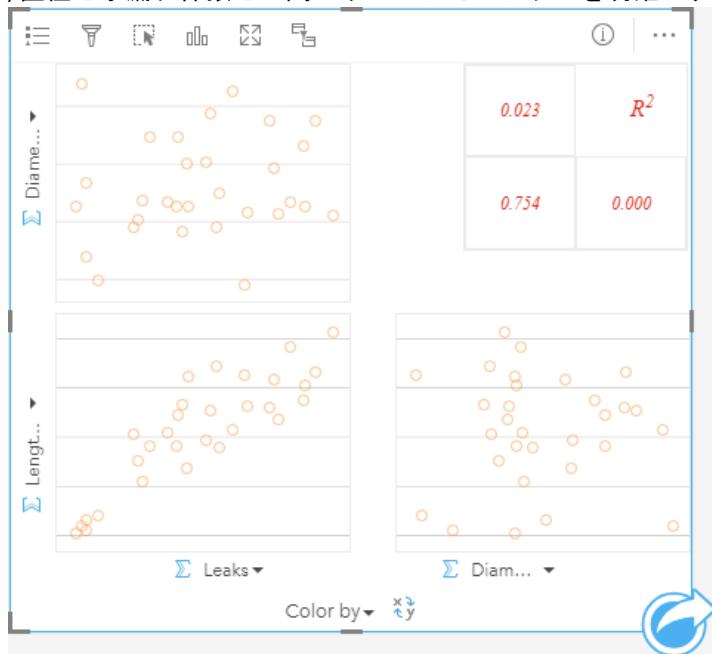 Diame...
0.023 R²
0.754 0.000
Lengt...
Σ Leaks
Σ Diam...
Color by